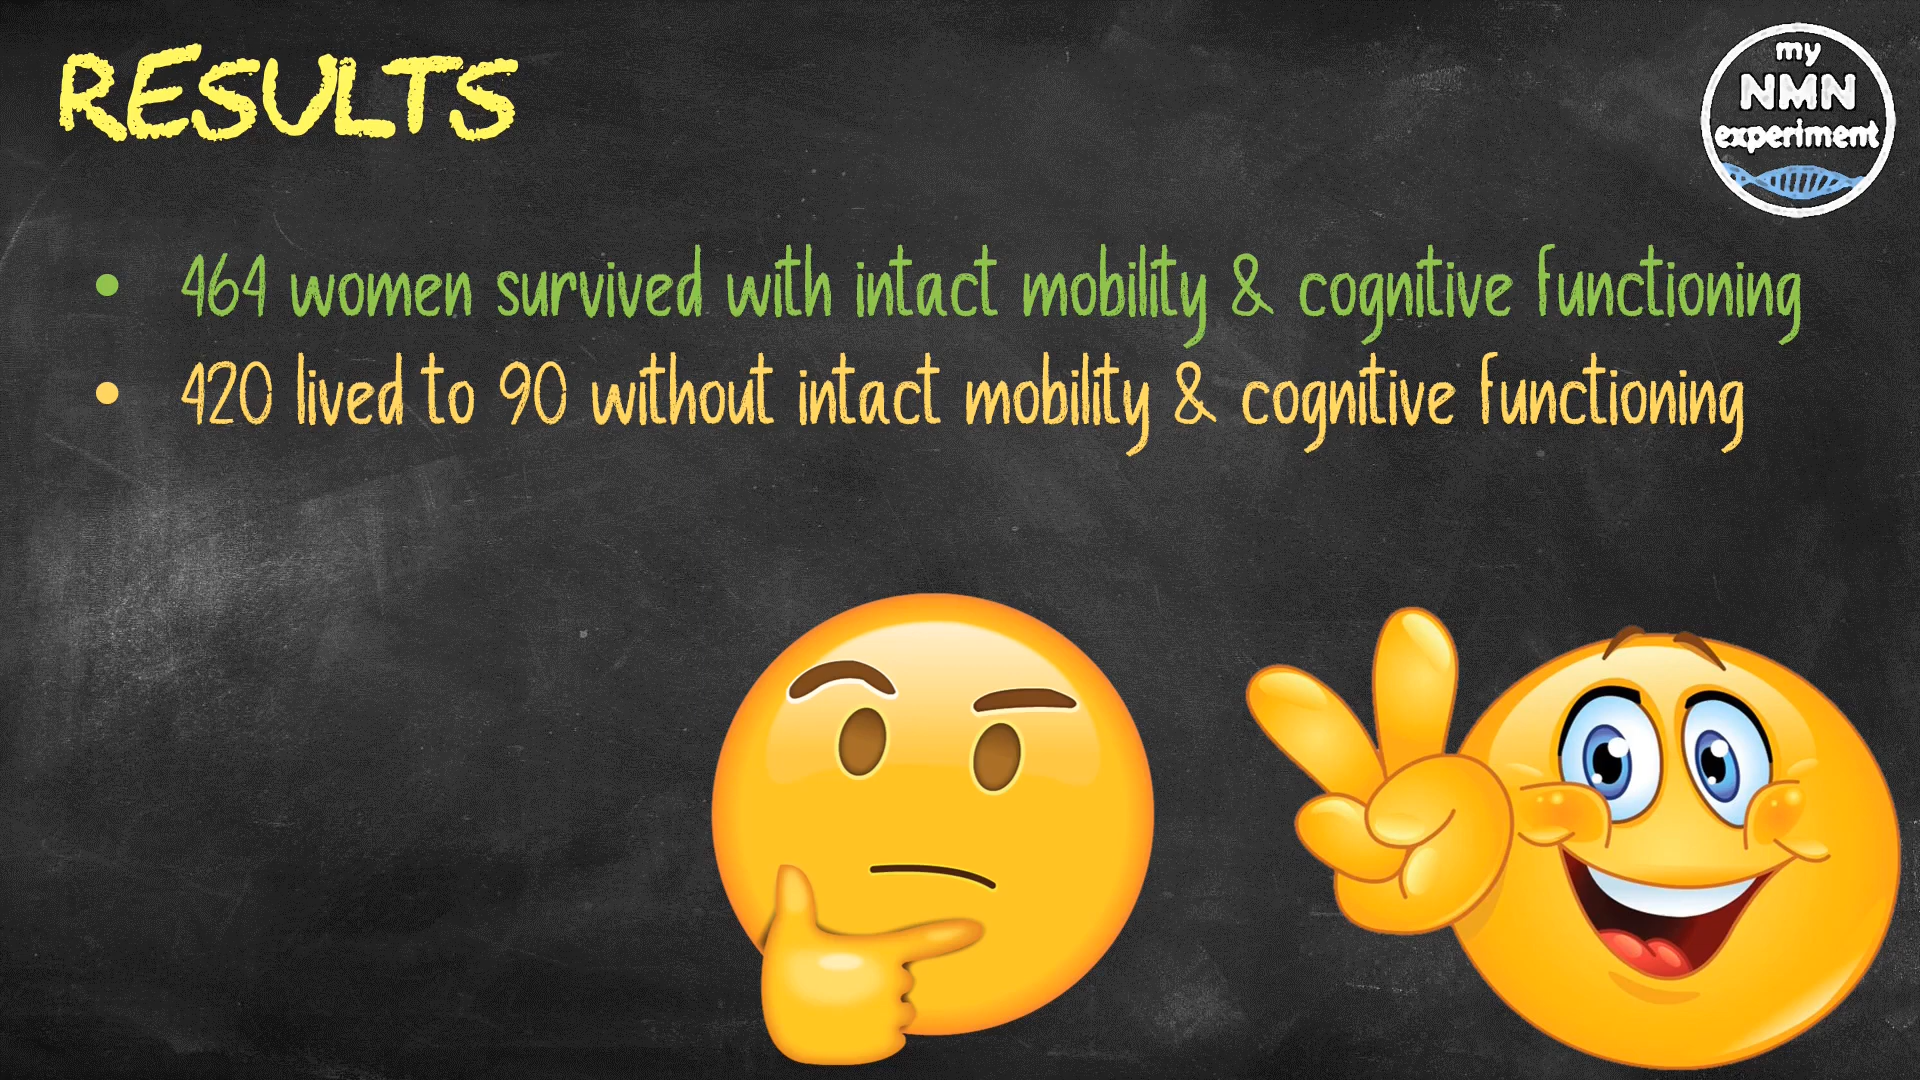 RESULTS
my
NMN
experiment
• 464 women survived with intact mobility & cognitive functioning
• 420 lived to 90 without intact mobility & cognitive functioning